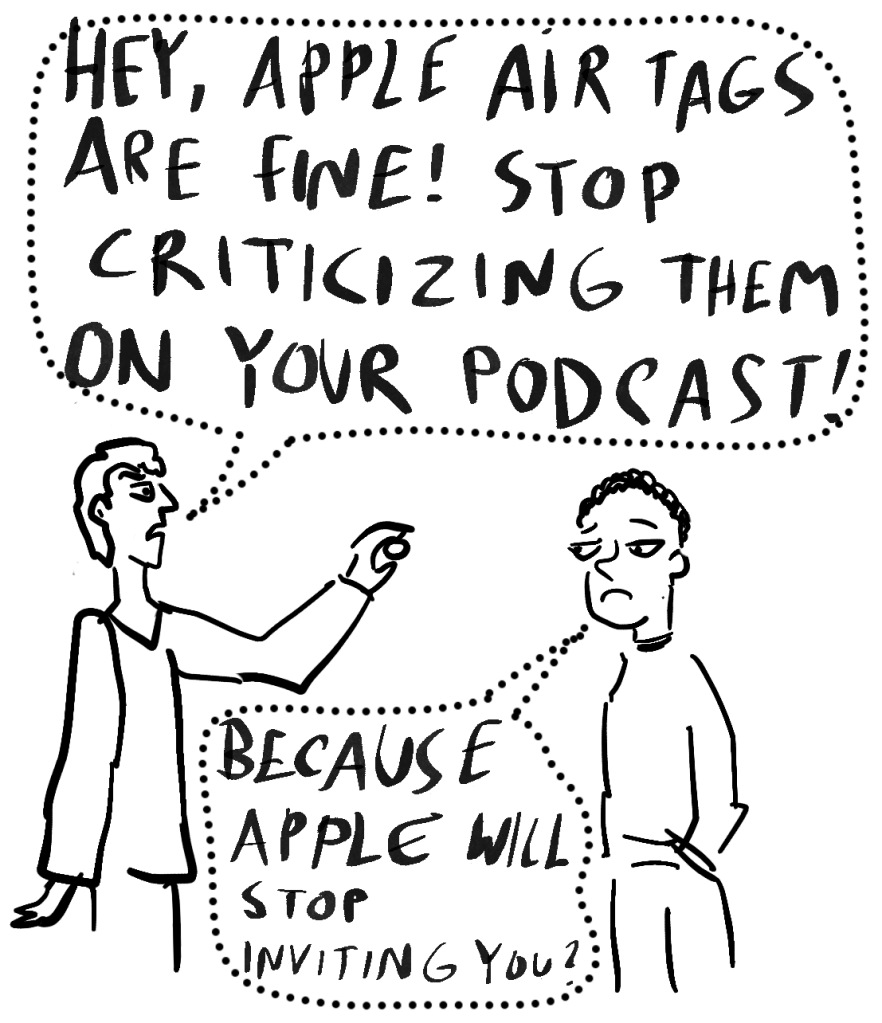 HEY, APPLE AIR TAGS
ARE FINE! STOP
CRITICIZING THEM
ON YOUR PODCAST!
BECAUSE
APPLE WILL
STOP
INVITING YOU?